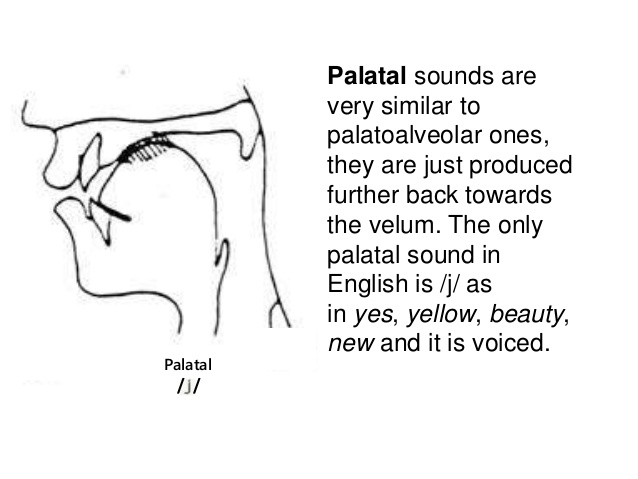 Palatal sounds are
very similar to
palatoalveolar ones,
they are just produced
further back towards
the velum. The only
palatal sound in
English is /j/ as
in yes, yellow, beauty,
new and it is voiced.
Palatal
/j/